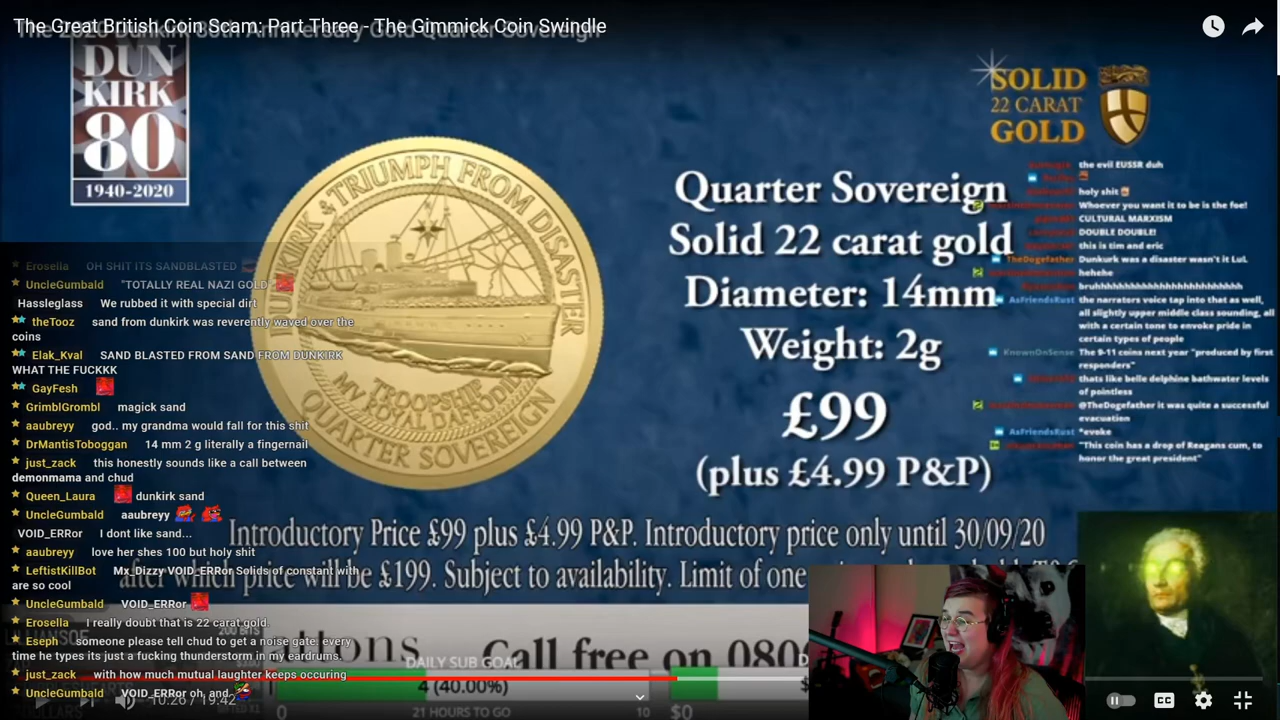 The Great British Coin Scam: Part Three - The Gimmick Coin Swindle
The 2020 Dunkirk 80th Anniversary Gold Quarter Sovereign
DUN
KIRK
80
1940-2020
SOLID
22 CARAT
GOLD
DUNKIRK & TRIUMPH FROM DISASTER
QUARTER SOVEREIGN
Quarter Sovereign
Solid 22 carat gold
Diameter: 14mm
Weight: 2g
£99
(plus £4.99 P&P)
Introductory Price £99 plus £4.99 P&P. Introductory price only until 30/09/20
after which price will be £199. Subject to availability. Limit of one
Call free on 080
Erosella OH SHIT ITS SANDBLASTED
UncleGumbald "TOTALLY REAL NAZI GOLD
Hassleglass We rubbed it with special dirt
theTooz sand from dunkirk was reverently waved over the
coins
Elak_Kval SAND BLASTED FROM SAND FROM DUNKIRK
WHAT THE FUCKKK
GayFesh
GrimblGrombl magick sand
aaubreyy god.. my grandma would fall for this shit
DrMantisToboggan 14 mm 2 g literally a fingernail
just_zack this honestly sounds like a call between
demonmama and chud
Queen_Laura dunkirk sand
UncleGumbald aaubreyy
VOID_ERRor I dont like sand...
aaubreyy love her shes 100 but holy shit
LeftistKillBot Mx_Dizzy VOID_ERRor Solids of constant with
are so cool
UncleGumbald VOID_ERRor
Erosella I really doubt that is 22 carat gold.
Eseph someone please tell chud to get a noise gate. every
time he types its just a fucking thunderstorm in my eardrums.
just_zack with how much mutual laughter keeps occuring
UncleGumbald VOID_ERRor oh, and
the evil EUSSR duh
holy shit
Whoever you want it to be is the foe!
CULTURAL MARXISM
DOUBLE DOUBLE!
this is tim and eric
TheDogefather Dunkurk was a disaster wasn't it LuL
hehehe
bruhhhhhhhhhhhhhhhhhhhhhhhhhhhhhhh
AsFriendsRust the narrators voice tap into that as well,
all slightly upper middle class sounding, all
with a certain tone to envoke pride in
certain types of people
KnownOnSense The 9-11 coins next year "produced by first
responders"
thats like belle delphine bathwater levels
of pointless
@TheDogefather it was quite a successful
evacuation
AsFriendsRust *evoke
"This coin has a drop of Reagans cum, to
honor the great president"
DAILY SUB GOAL
4 (40.00%)
0 21 HOURS TO GO 10
$0
10:26 / 19:42
CC